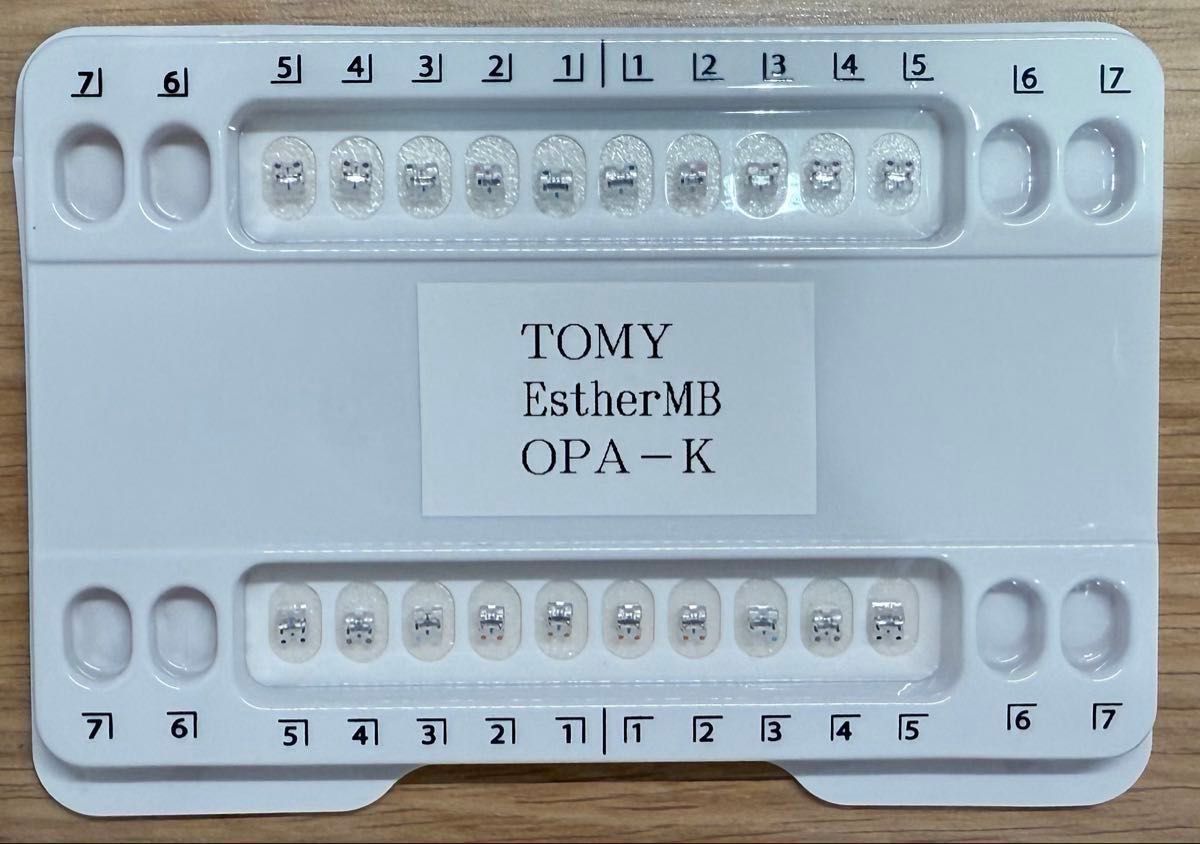 7⏌ 6⏌ 5⏌ 4⏌ 3⏌ 2⏌ 1⏌ | ⎿1 ⎿2 ⎿3 ⎿4 ⎿5 ⎿6 ⎿7
TOMY
EstherMB
OPA-K
7⏋ 6⏋ 5⏋ 4⏋ 3⏋ 2⏋ 1⏋ | ⎾1 ⎾2 ⎾3 ⎾4 ⎾5 ⎾6 ⎾7